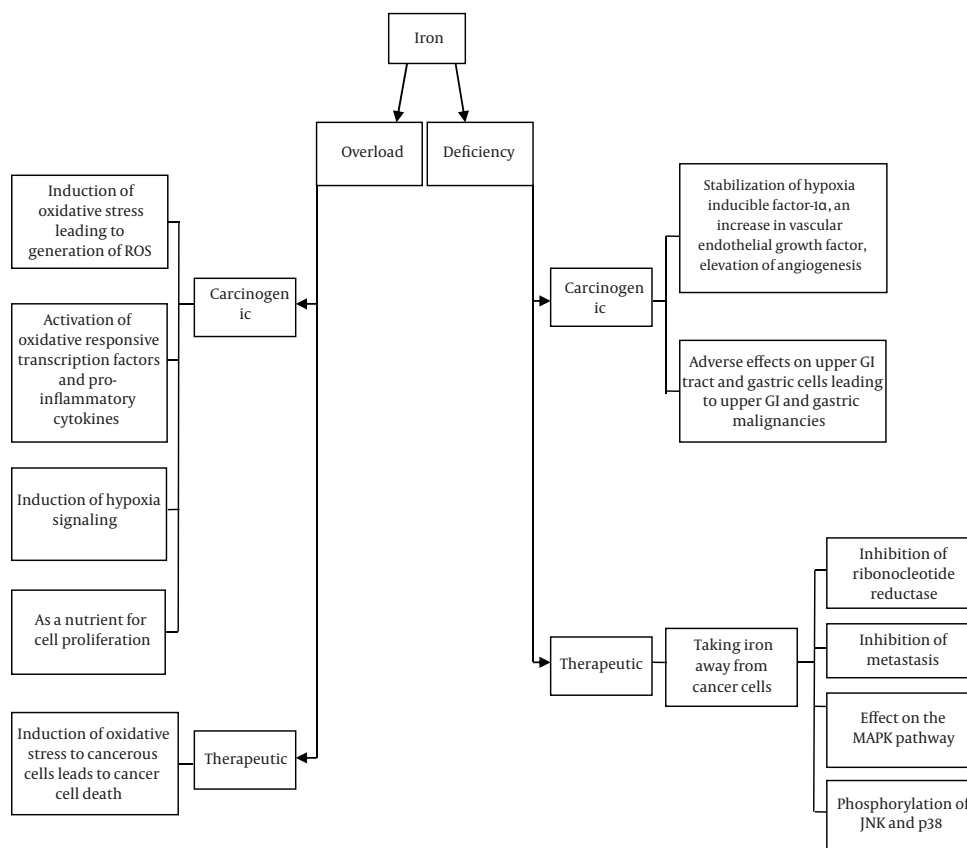 Iron
Overload
Deficiency
Induction of
oxidative stress
leading to
generation of ROS
Carcinogen
ic
Activation of
oxidative responsive
transcription factors
and pro-
inflammatory
cytokines
Induction of hypoxia
signaling
As a nutrient for
cell proliferation
Induction of oxidative
stress to cancerous
cells leads to cancer
cell death
Therapeutic
Stabilization of hypoxia
inducible factor-1α, an
increase in vascular
endothelial growth factor,
elevation of angiogenesis
Carcinogen
ic
Adverse effects on upper GI
tract and gastric cells leading
to upper GI and gastric
malignancies
Therapeutic
Taking iron
away from
cancer cells
Inhibition of
ribonocleotide
reductase
Inhibition of
metastasis
Effect on the
MAPK pathway
Phosphorylation of
JNK and p38